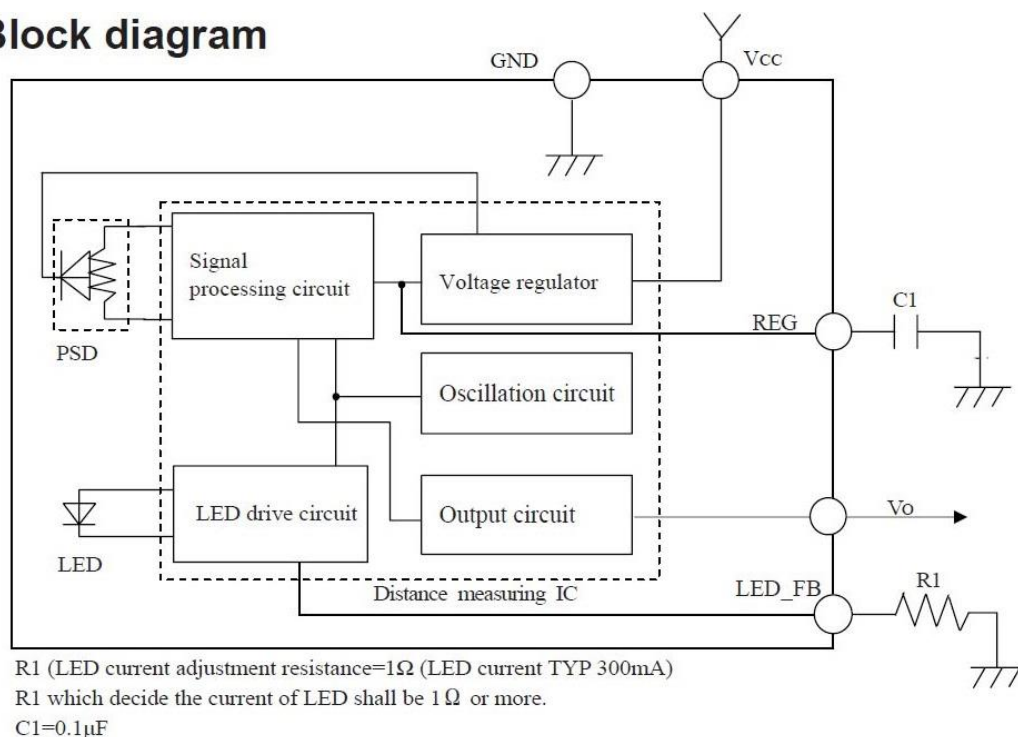 Block diagram
GND
Vcc
Signal
processing circuit
Voltage regulator
C1
REG
PSD
Oscillation circuit
LED drive circuit
Output circuit
Vo
LED
Distance measuring IC
LED_FB
R1
R1 (LED current adjustment resistance=1Ω (LED current TYP 300mA)
R1 which decide the current of LED shall be 1Ω or more.
C1=0.1μF